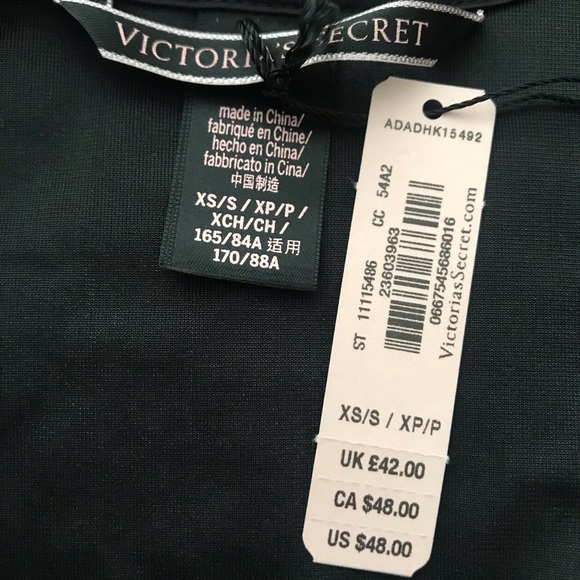 VICTORIA'S SECRET
made in China/
fabriqué en Chine/
hecho en China/
fabbricato in Cina/
中国制造
XS/S / XP/P /
XCH/CH /
165/84A 适用
170/88A
ADADHK15492
ST 11115486 CC 54A2
23603963
0667545686016
VictoriasSecret.com
XS/S / XP/P
UK £42.00
CA $48.00
US $48.00